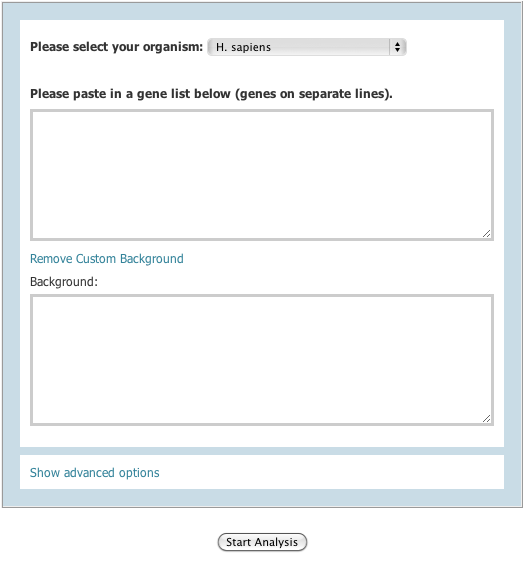 Please select your organism: H. sapiens
Please paste in a gene list below (genes on separate lines).
Remove Custom Background
Background:
Show advanced options
Start Analysis